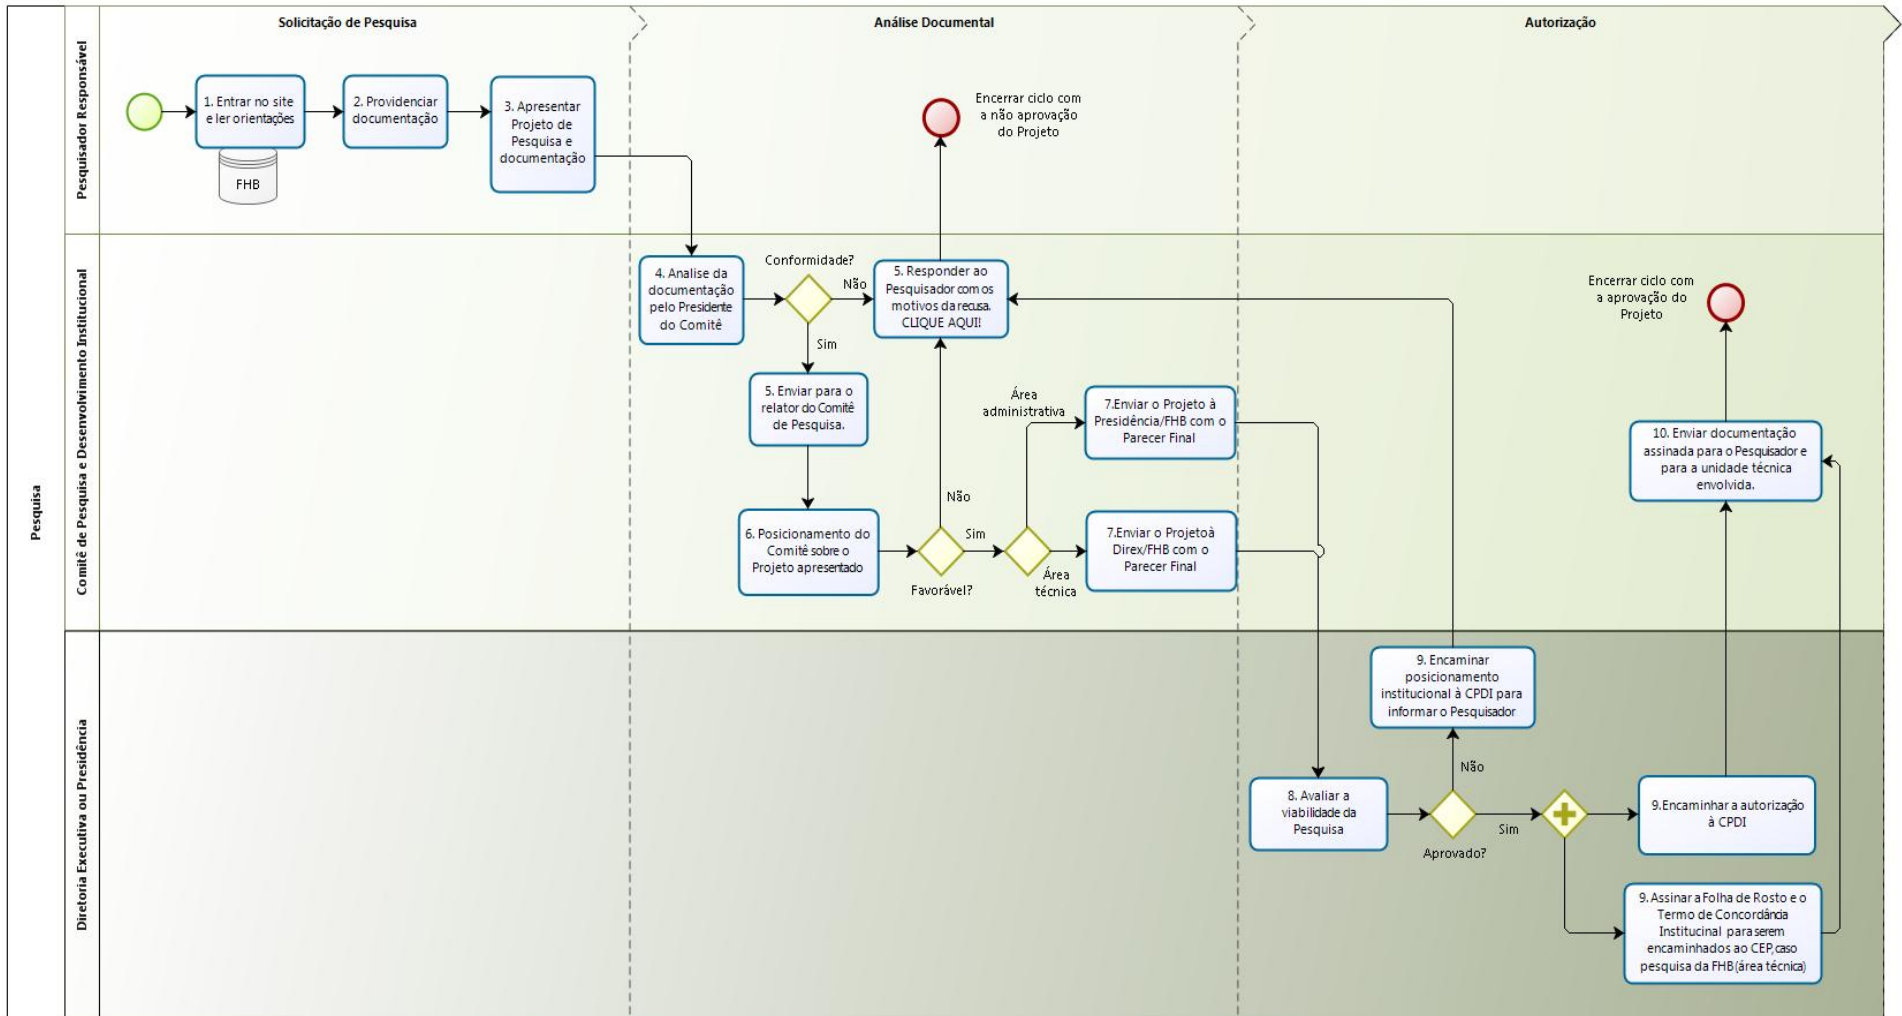 Solicitação de Pesquisa
Análise Documental
Autorização
Pesquisa
Pesquisador Responsável
1. Entrar no site
e ler orientações
FHB
2. Providenciar
documentação
3. Apresentar
Projeto de
Pesquisa e
documentação
Encerrar ciclo com
a não aprovação
do Projeto
Comitê de Pesquisa e Desenvolvimento Institucional
4. Analise da
documentação
pelo Presidente
do Comitê
Conformidade?
Não
Sim
5. Responder ao
Pesquisador com os
motivos da recusa.
CLIQUE AQUI!
5. Enviar para o
relator do Comitê
de Pesquisa.
6. Posicionamento do
Comitê sobre o
Projeto apresentado
Não
Sim
Favorável?
Área
administrativa
Área
técnica
7.Enviar o Projeto à
Presidência/FHB com o
Parecer Final
7.Enviar o Projetoà
Direx/FHB com o
Parecer Final
Encerrar ciclo com
a aprovação do
Projeto
10. Enviar documentação
assinada para o Pesquisador e
para a unidade técnica
envolvida.
Diretoria Executiva ou Presidência
8. Avaliar a
viabilidade da
Pesquisa
Aprovado?
Não
Sim
9. Encaminar
posicionamento
institucional à CPDI para
informar o Pesquisador
9.Encaminhar a autorização
à CPDI
9. Assinar a Folha de Rosto e o
Termo de Concordância
Institucinal para serem
encaminhados ao CEP,caso
pesquisa da FHB(área técnica)